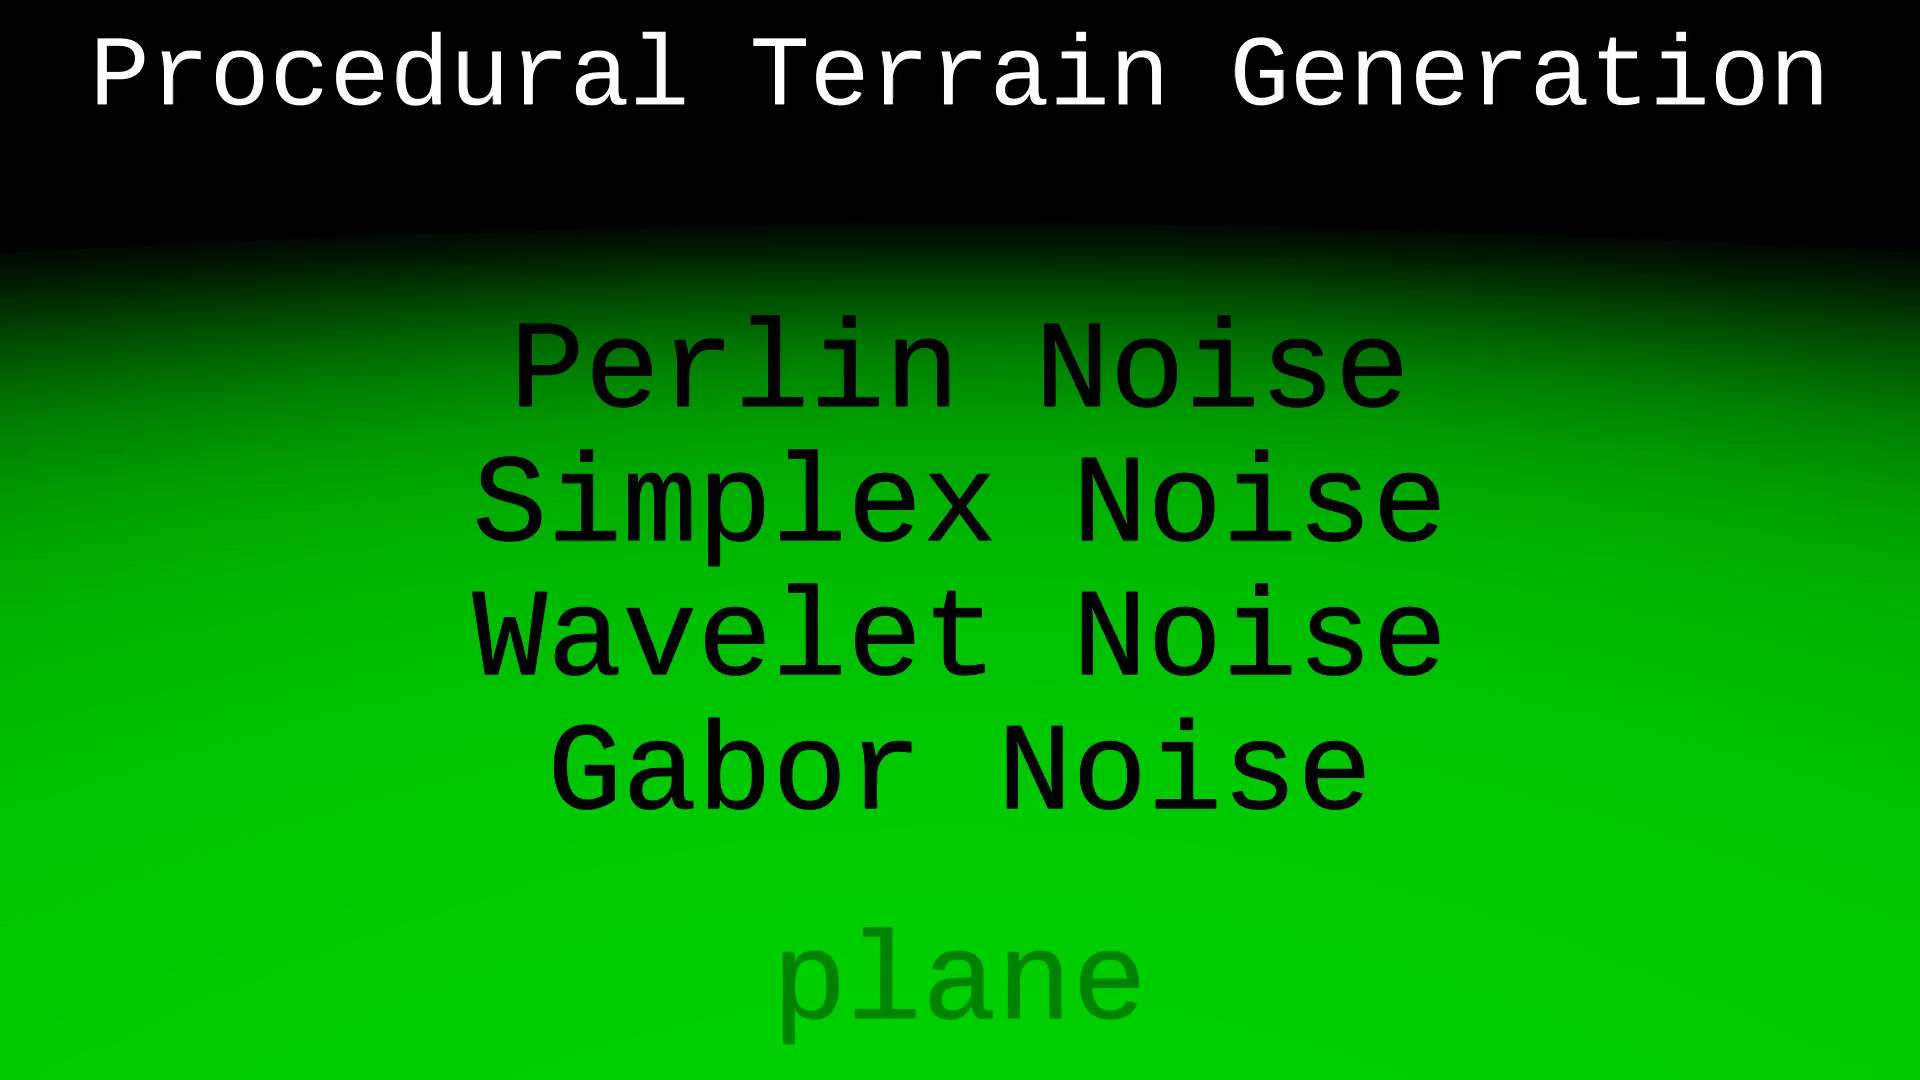 Procedural Terrain Generation
Perlin Noise
Simplex Noise
Wavelet Noise
Gabor Noise
plane